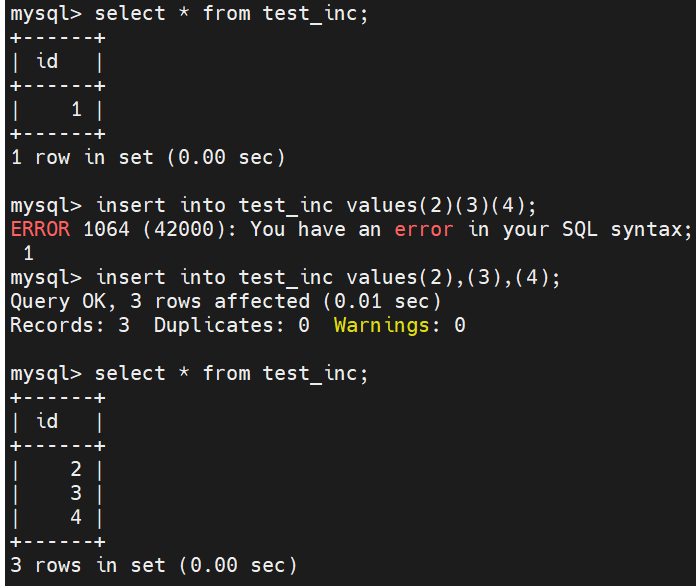 mysql> select * from test_inc;
+------+
| id   |
+------+
|    1 |
+------+
1 row in set (0.00 sec)
mysql> insert into test_inc values(2)(3)(4);
ERROR 1064 (42000): You have an error in your SQL syntax;
 1
mysql> insert into test_inc values(2),(3),(4);
Query OK, 3 rows affected (0.01 sec)
Records: 3  Duplicates: 0  Warnings: 0
mysql> select * from test_inc;
+------+
| id   |
+------+
|    2 |
|    3 |
|    4 |
+------+
3 rows in set (0.00 sec)